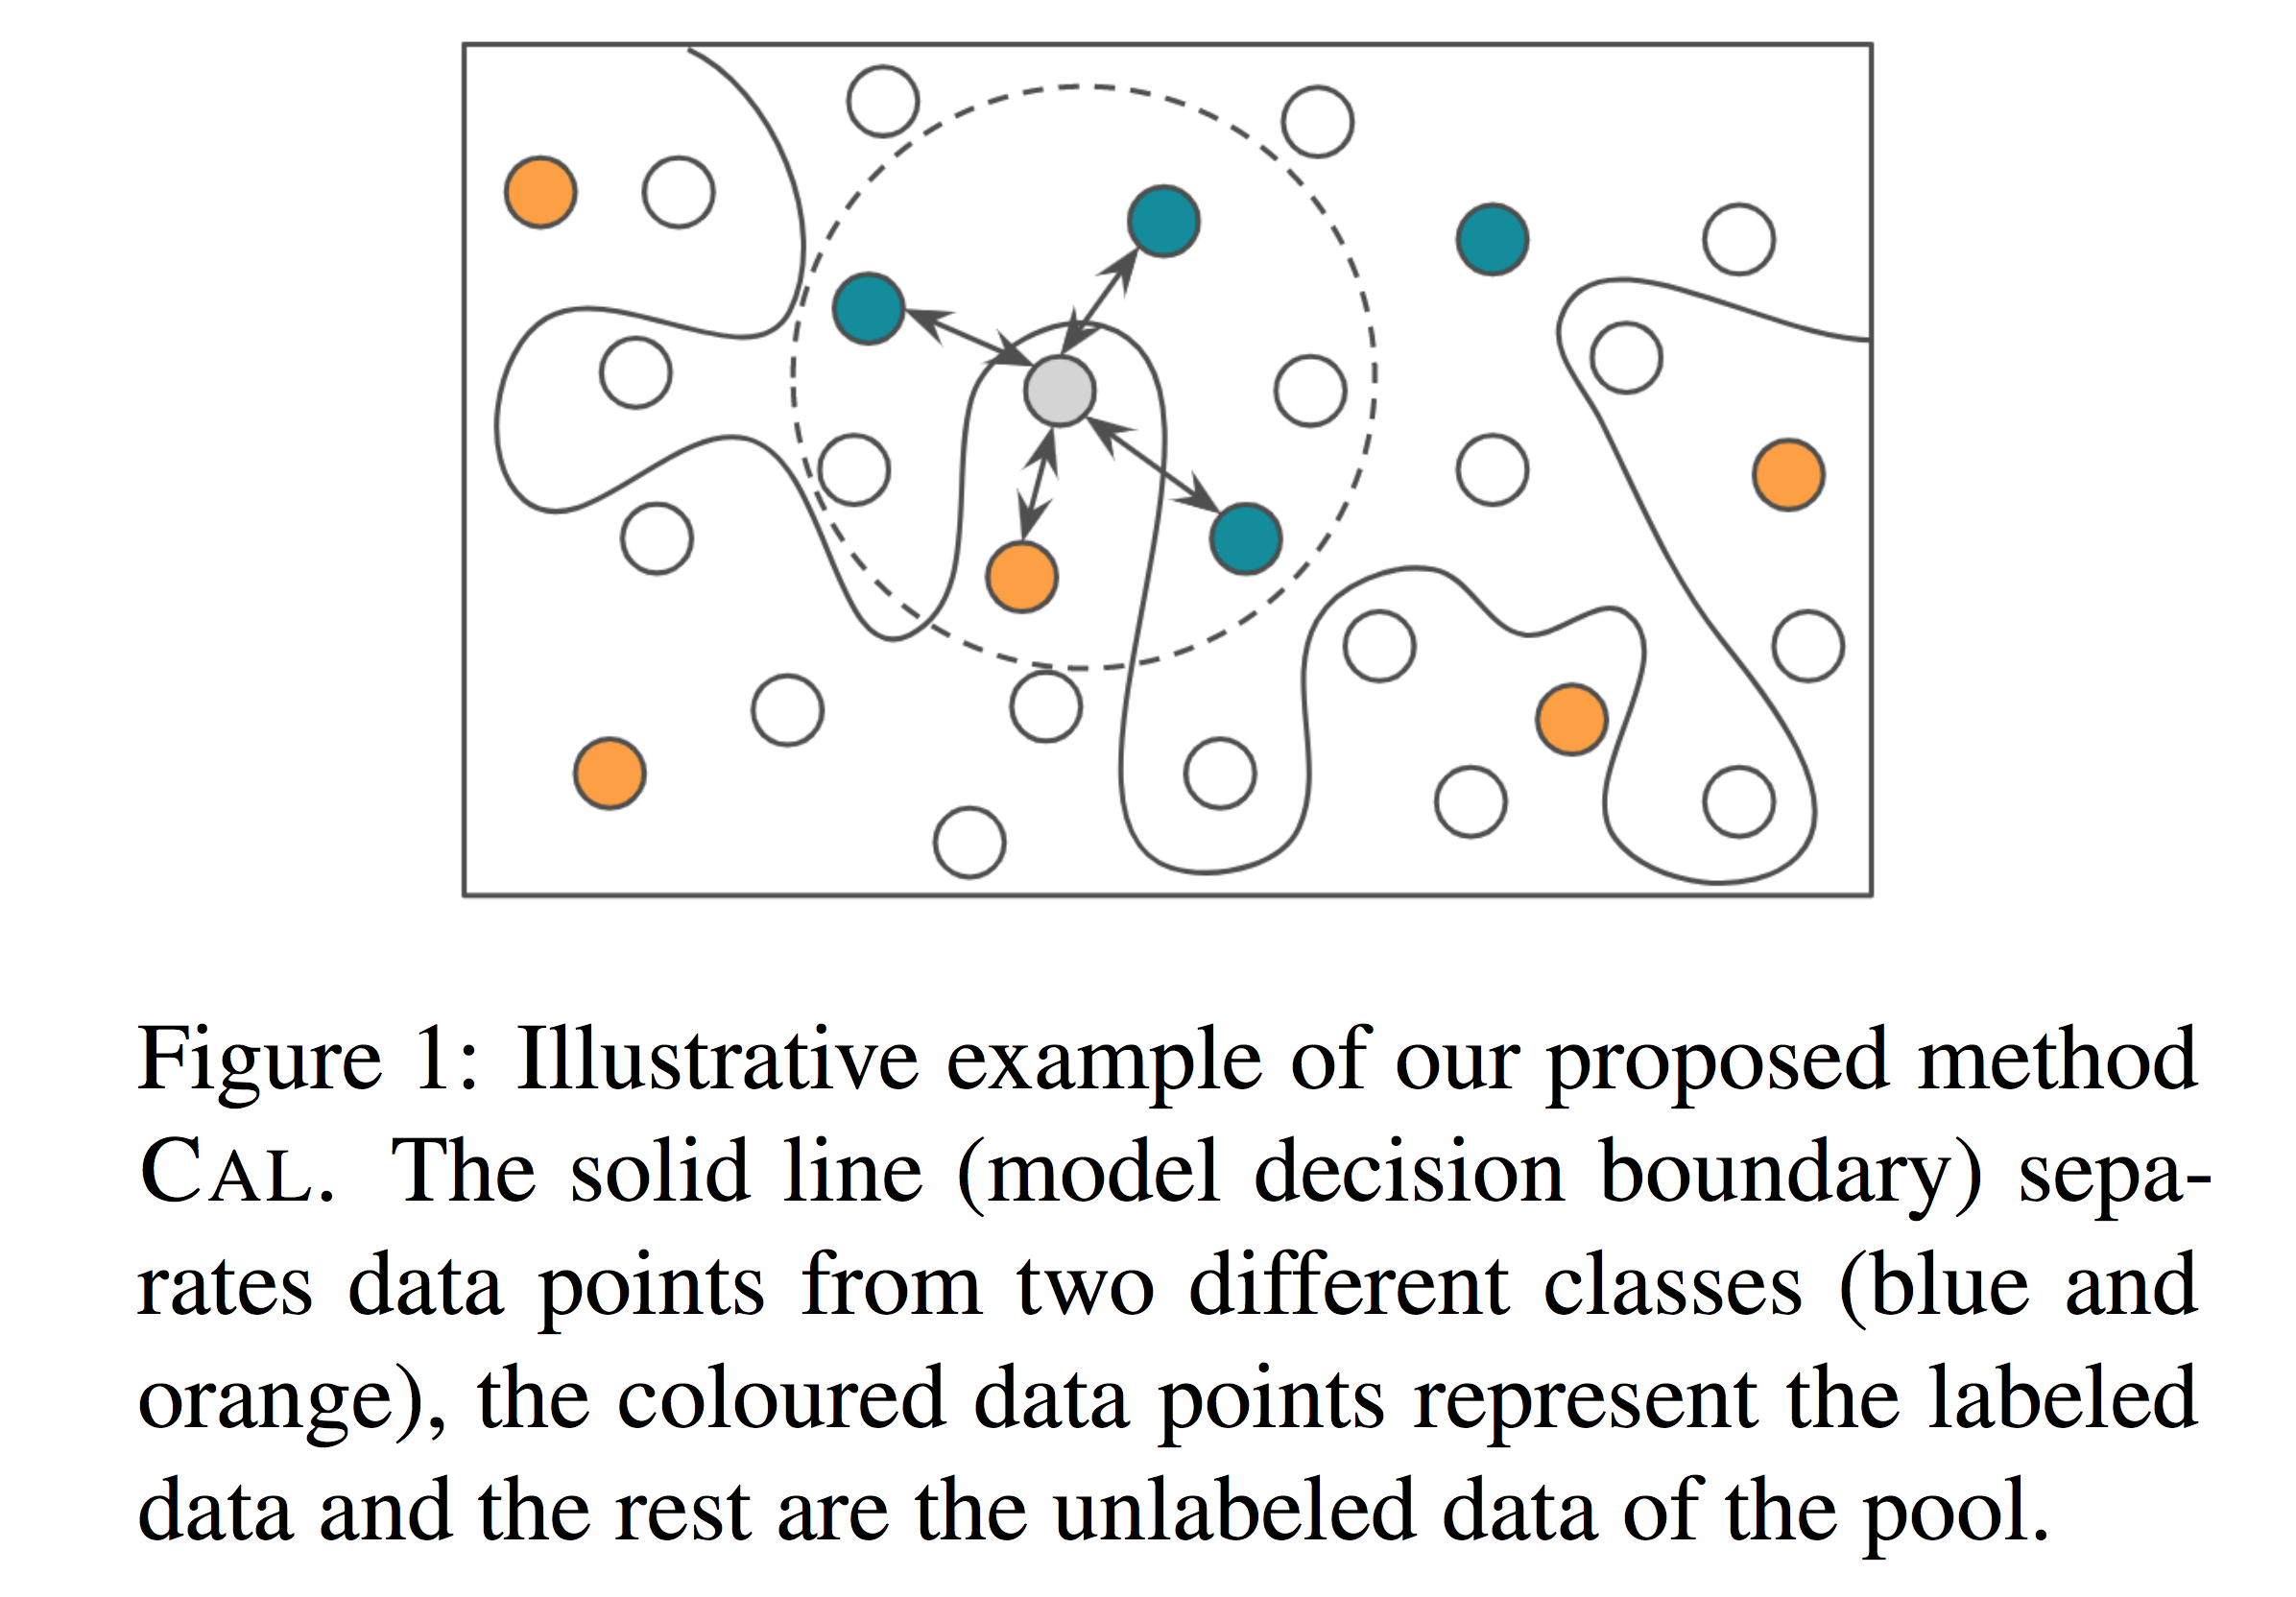 Figure 1: Illustrative example of our proposed method
CAL. The solid line (model decision boundary) sepa-
rates data points from two different classes (blue and
orange), the coloured data points represent the labeled
data and the rest are the unlabeled data of the pool.